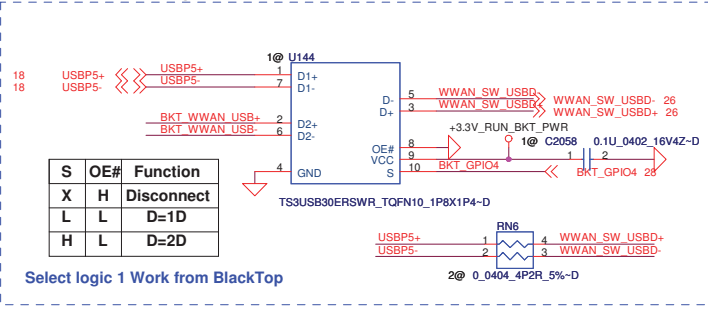 1@ U144
18 USBP5+ USBP5+ 1 D1+
18 USBP5- USBP5- 7 D1-
D- 5 WWAN_SW_USBD- WWAN_SW_USBD- 26
D+ 3 WWAN_SW_USBD+ WWAN_SW_USBD+ 26
BKT_WWAN_USB+ 2 D2+
BKT_WWAN_USB- 6 D2-
+3.3V_RUN_BKT_PWR
1@ C2058 0.1U_0402_16V4Z~D
OE# 8
VCC 9
1 2
S 10 BKT_GPIO4 BKT_GPIO4 28
4 GND
TS3USB30ERSWR_TQFN10_1P8X1P4~D
S OE# Function
X H Disconnect
L L D=1D
H L D=2D
RN6
USBP5+ 1 4 WWAN_SW_USBD+
USBP5- 2 3 WWAN_SW_USBD-
2@ 0_0404_4P2R_5%~D
Select logic 1 Work from BlackTop